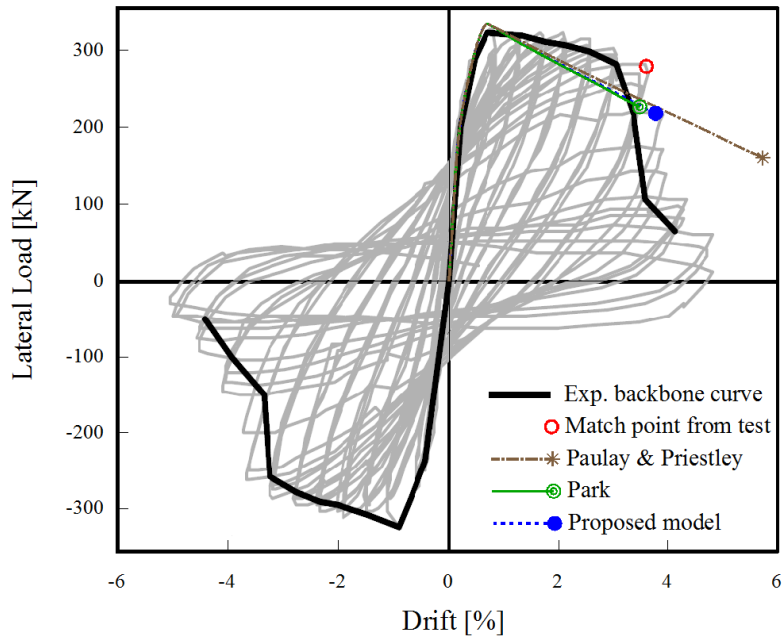 300
200
100
0
-100
-200
-300
Lateral Load [kN]
Exp. backbone curve
Match point from test
Paulay & Priestley
Park
Proposed model
-6
-4
-2
0
2
4
6
Drift [%]